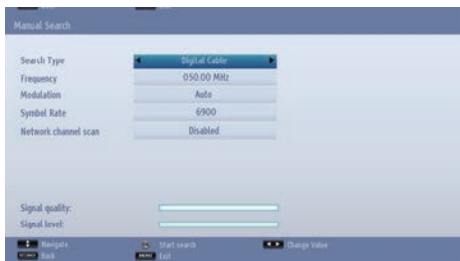 Manual Search
Search Type Digital Cable
Frequency 050.00 MHz
Modulation Auto
Symbol Rate 6900
Network channel scan Disabled
Signal quality:
Signal level:
Navigate Start search Change Value
Back MENU Exit